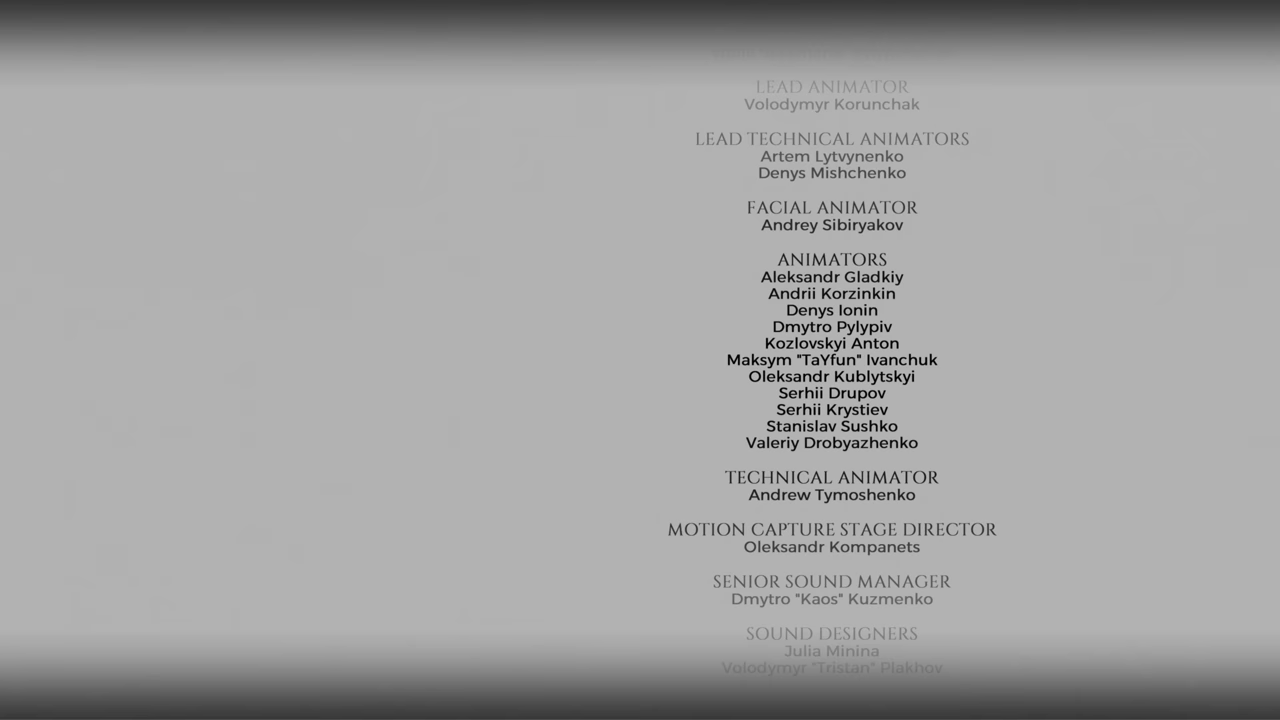 LEAD ANIMATOR
Volodymyr Korunchak
LEAD TECHNICAL ANIMATORS
Artem Lytvynenko
Denys Mishchenko
FACIAL ANIMATOR
Andrey Sibiryakov
ANIMATORS
Aleksandr Gladkiy
Andrii Korzinkin
Denys Ionin
Dmytro Pylypiv
Kozlovskyi Anton
Maksym "TaYfun" Ivanchuk
Oleksandr Kublytskyi
Serhii Drupov
Serhii Krystiev
Stanislav Sushko
Valeriy Drobyazhenko
TECHNICAL ANIMATOR
Andrew Tymoshenko
MOTION CAPTURE STAGE DIRECTOR
Oleksandr Kompanets
SENIOR SOUND MANAGER
Dmytro "Kaos" Kuzmenko
SOUND DESIGNERS
Julia Minina
Volodymyr "Tristan" Plakhov